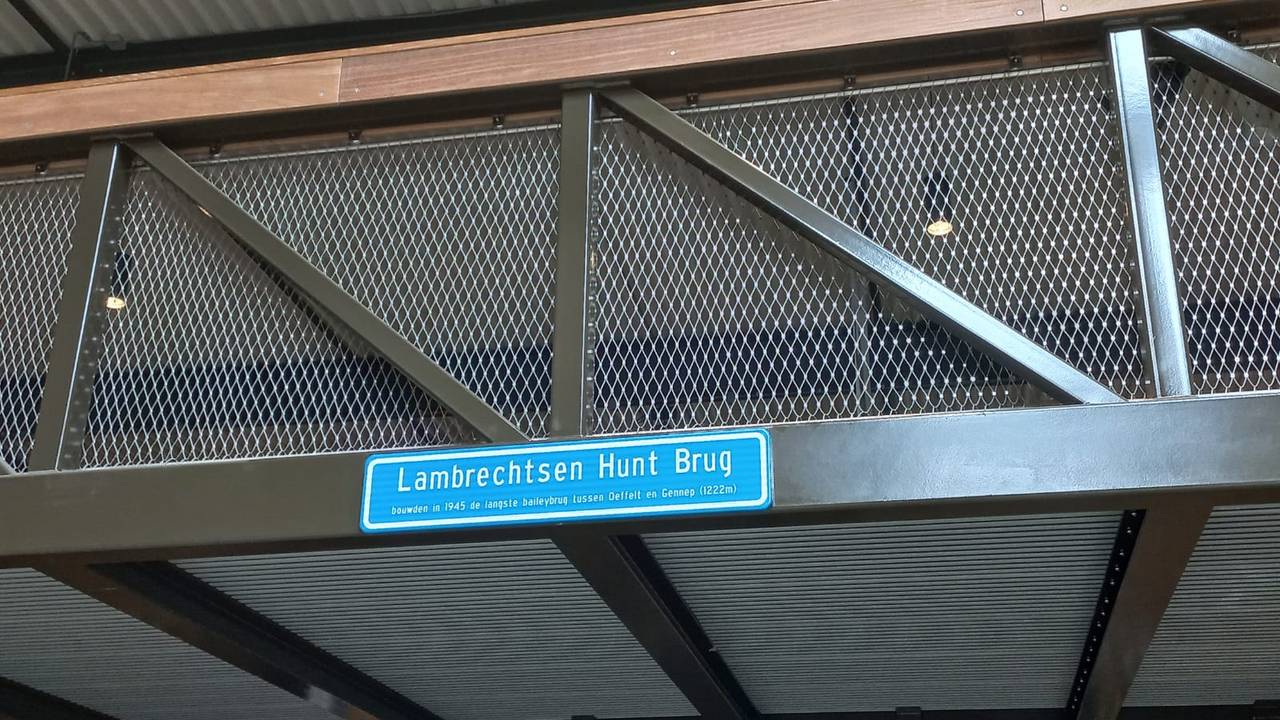 Lambrechtsen Hunt Brug
bouwden in 1945 de langste baileybrug tussen Oeffelt en Gennep (1222m)